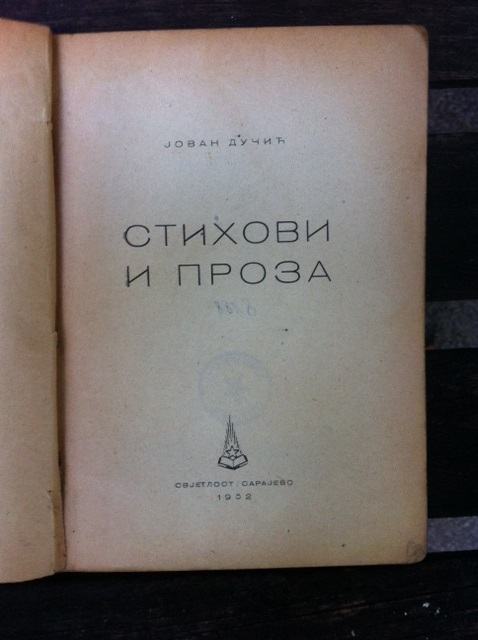 ЈОВАН ДУЧИЋ
СТИХОВИ
И ПРОЗА
СВЈЕТЛОСТ САРАЈЕВО
1952